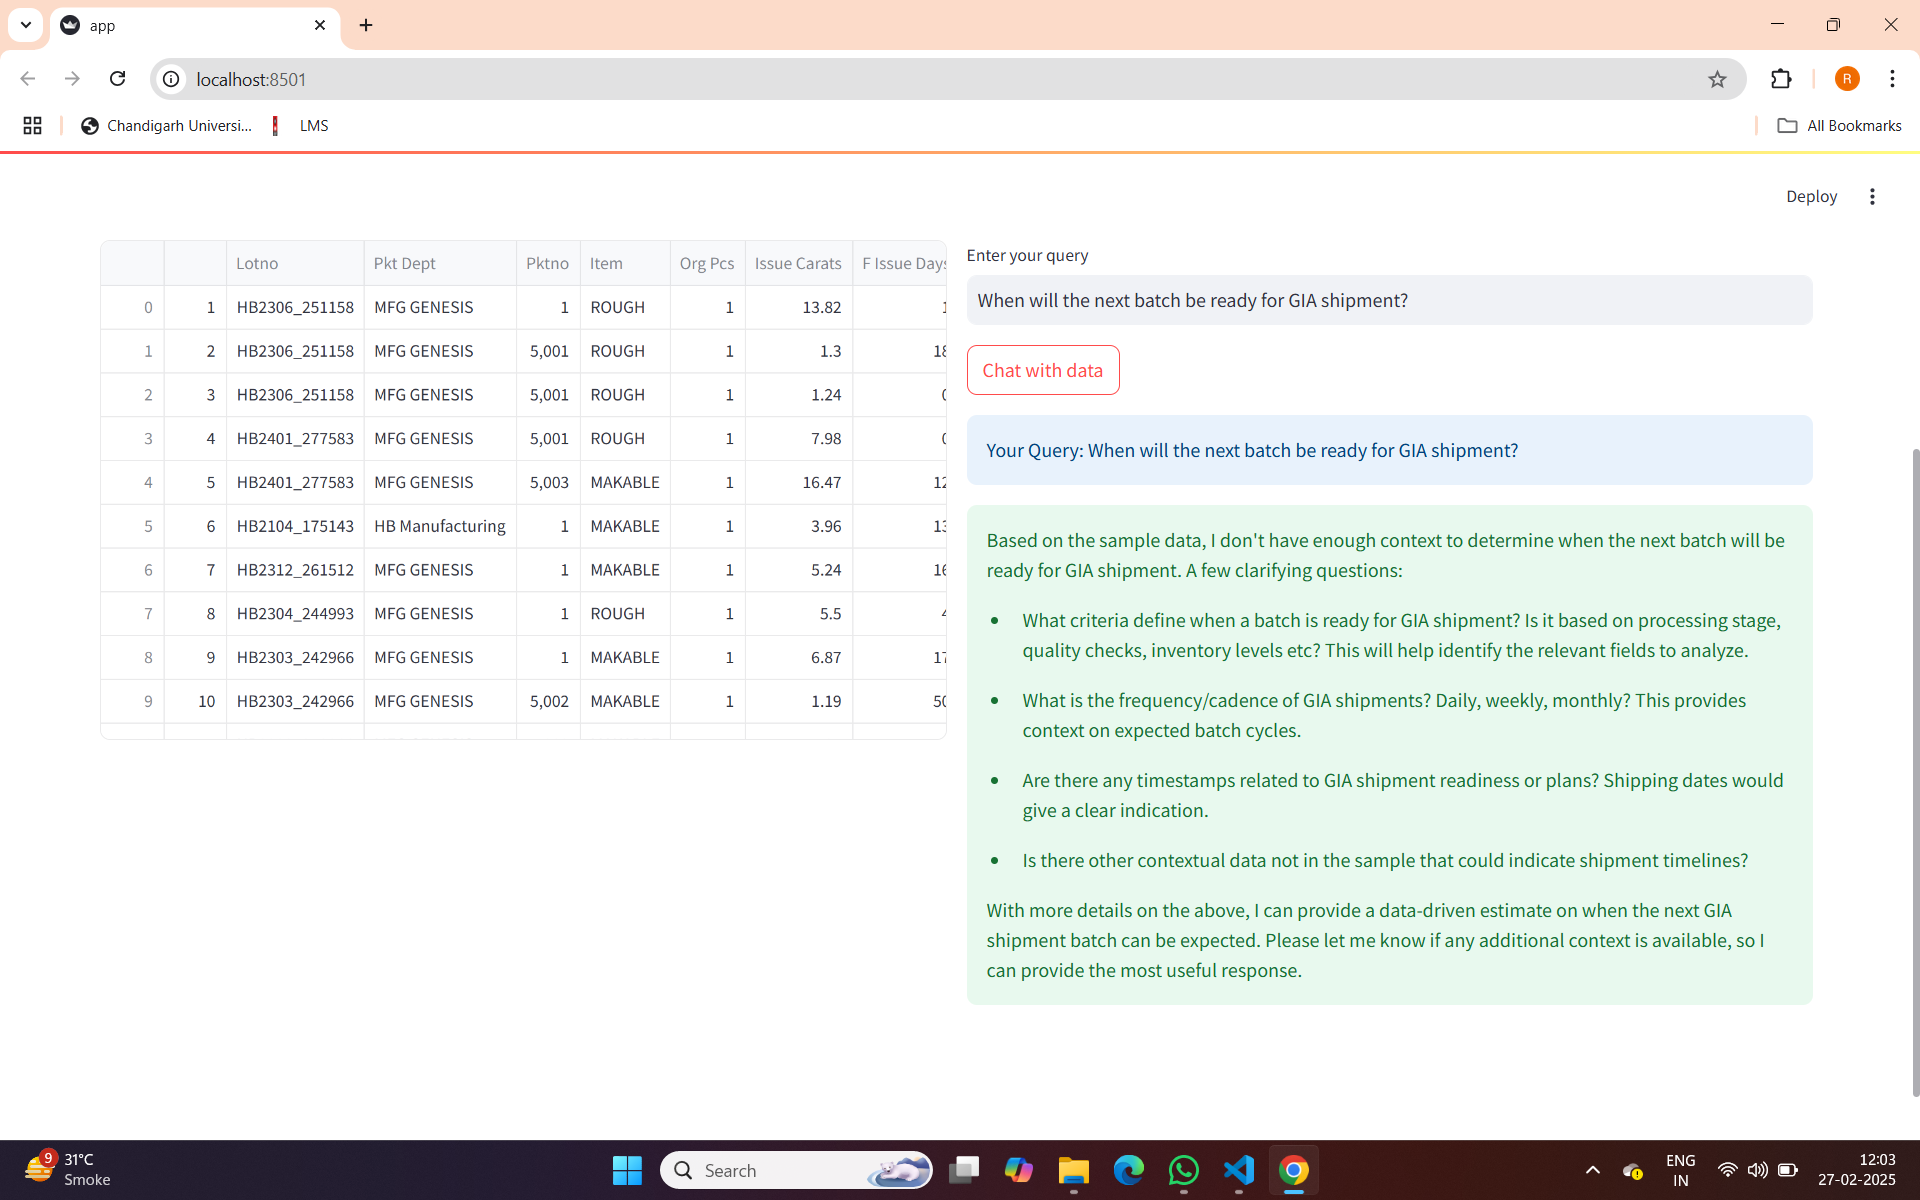 app
localhost:8501
R
Chandigarh Universi...
LMS
All Bookmarks
Deploy
Lotno Pkt Dept Pktno Item Org Pcs Issue Carats F Issue Days
0 1 HB2306_251158 MFG GENESIS 1 ROUGH 1 13.82
1 2 HB2306_251158 MFG GENESIS 5,001 ROUGH 1 1.3
2 3 HB2306_251158 MFG GENESIS 5,001 ROUGH 1 1.24
3 4 HB2401_277583 MFG GENESIS 5,001 ROUGH 1 7.98
4 5 HB2401_277583 MFG GENESIS 5,003 MAKABLE 1 16.47
5 6 HB2104_175143 HB Manufacturing 1 MAKABLE 1 3.96
6 7 HB2312_261512 MFG GENESIS 1 MAKABLE 1 5.24
7 8 HB2304_244993 MFG GENESIS 1 ROUGH 1 5.5
8 9 HB2303_242966 MFG GENESIS 1 MAKABLE 1 6.87
9 10 HB2303_242966 MFG GENESIS 5,002 MAKABLE 1 1.19
Enter your query
When will the next batch be ready for GIA shipment?
Chat with data
Your Query: When will the next batch be ready for GIA shipment?
Based on the sample data, I don't have enough context to determine when the next batch will be
ready for GIA shipment. A few clarifying questions:
• What criteria define when a batch is ready for GIA shipment? Is it based on processing stage,
quality checks, inventory levels etc? This will help identify the relevant fields to analyze.
• What is the frequency/cadence of GIA shipments? Daily, weekly, monthly? This provides
context on expected batch cycles.
• Are there any timestamps related to GIA shipment readiness or plans? Shipping dates would
give a clear indication.
• Is there other contextual data not in the sample that could indicate shipment timelines?
With more details on the above, I can provide a data-driven estimate on when the next GIA
shipment batch can be expected. Please let me know if any additional context is available, so I
can provide the most useful response.
9
31°C
Smoke
Search
ENG
IN
12:03
27-02-2025